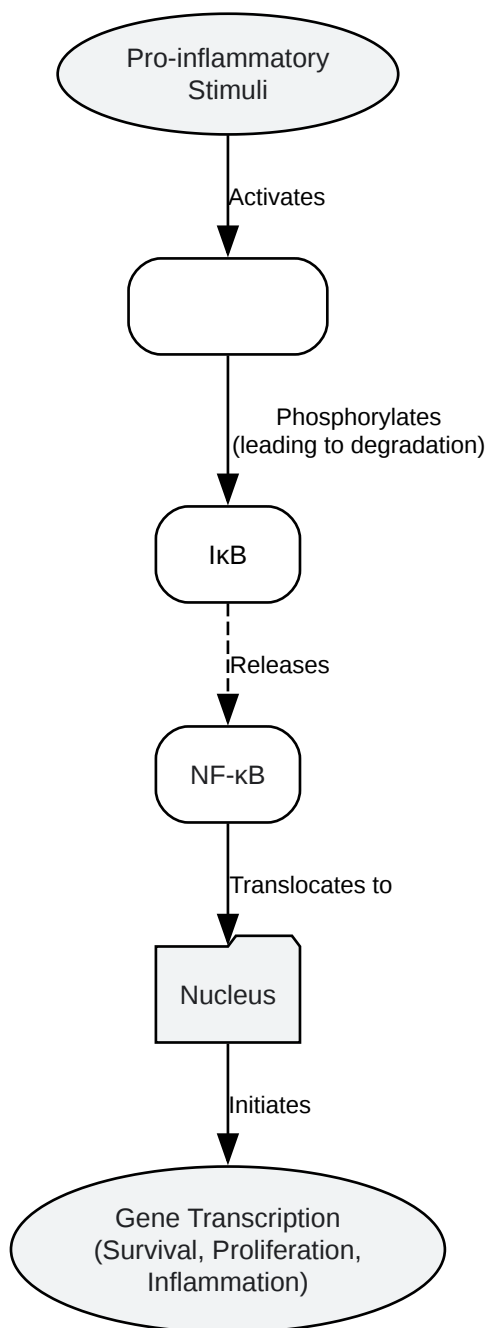 Pro-inflammatory
Stimuli
Activates
Phosphorylates
(leading to degradation)
IκB
Releases
NF-κB
Translocates to
Nucleus
Initiates
Gene Transcription
(Survival, Proliferation,
Inflammation)